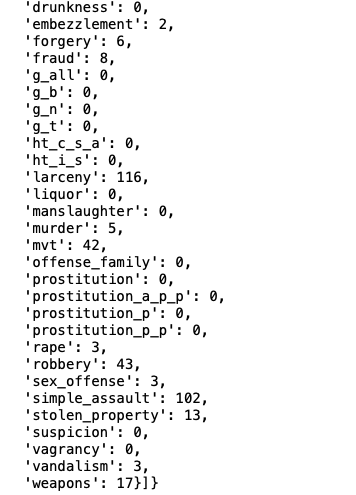 'drunkness': 0,
'embezzlement': 2,
'forgery': 6,
'fraud': 8,
'g_all': 0,
'g_b': 0,
'g_n': 0,
'g_t': 0,
'ht_c_s_a': 0,
'ht_i_s': 0,
'larceny': 116,
'liquor': 0,
'manslaughter': 0,
'murder': 5,
'mvt': 42,
'offense_family': 0,
'prostitution': 0,
'prostitution_a_p_p': 0,
'prostitution_p': 0,
'prostitution_p_p': 0,
'rape': 3,
'robbery': 43,
'sex_offense': 3,
'simple_assault': 102,
'stolen_property': 13,
'suspicion': 0,
'vagrancy': 0,
'vandalism': 3,
'weapons': 17}]}